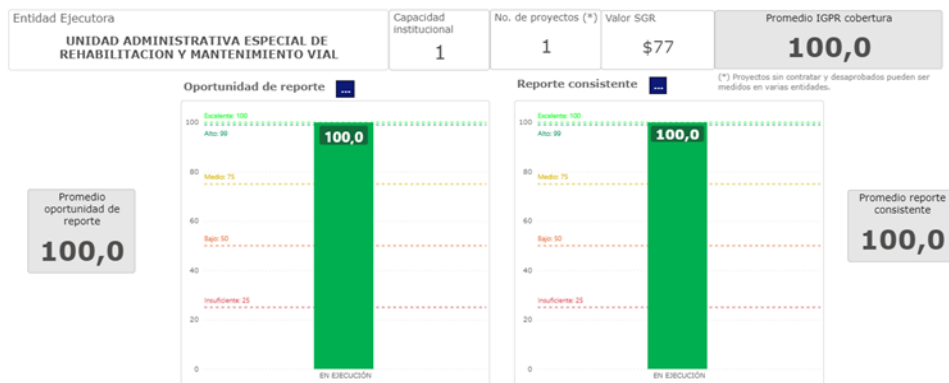 Entidad Ejecutora
UNIDAD ADMINISTRATIVA ESPECIAL DE
REHABILITACION Y MANTENIMIENTO VIAL
Capacidad
institucional
1
No. de proyectos (*)
1
Valor SGR
$77
Promedio IGPR cobertura
100,0
(*) Proyectos sin contratar y desaprobados pueden ser
medidos en varias entidades.
Oportunidad de reporte
...
Promedio
oportunidad de
reporte
100,0
100
80
60
40
20
0
Excelente: 100
Alto: 99
Medio: 75
Bajo: 50
Insuficiente: 25
100,0
EN EJECUCIÓN
Reporte consistente
...
100
80
60
40
20
0
Excelente: 100
Alto: 99
Medio: 75
Bajo: 50
Insuficiente: 25
100,0
EN EJECUCIÓN
Promedio reporte
consistente
100,0